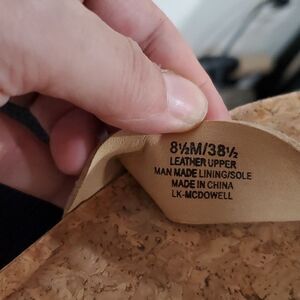 8½M/38½
LEATHER UPPER
MAN MADE LINING/SOLE
MADE IN CHINA
LK-MCDOWELL